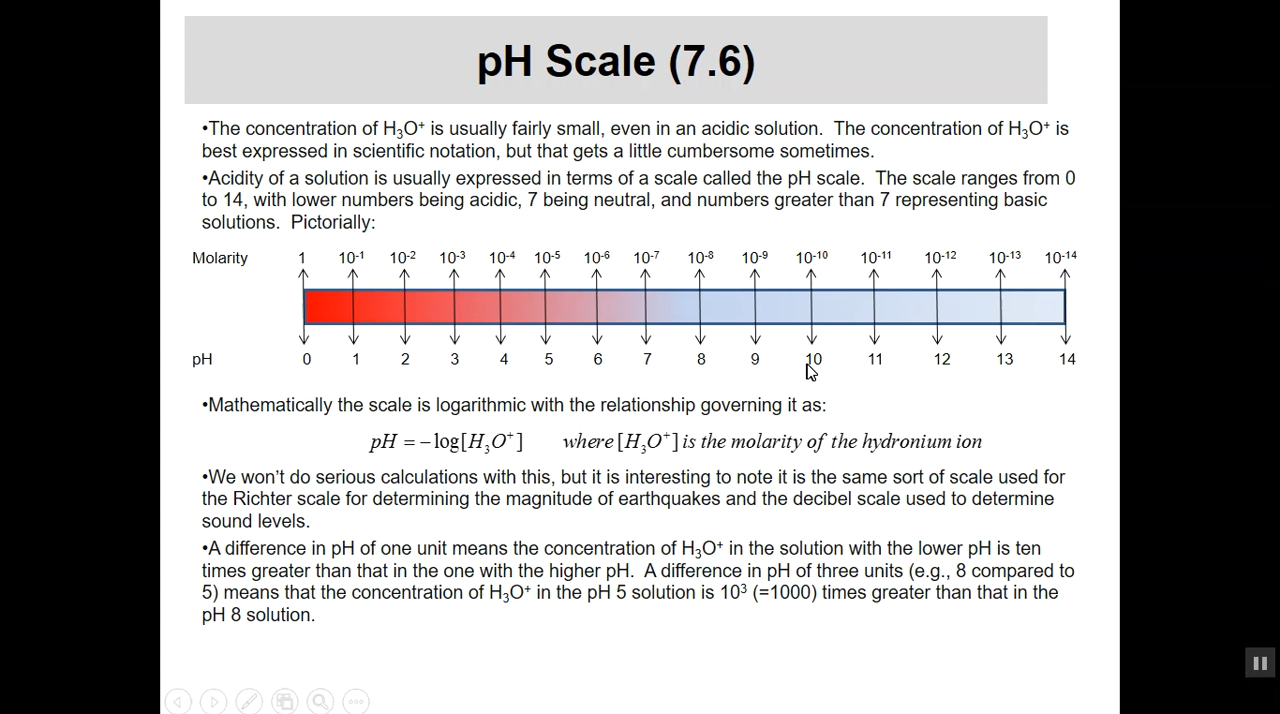 pH Scale (7.6)
•The concentration of H₃O⁺ is usually fairly small, even in an acidic solution.  The concentration of H₃O⁺ is
best expressed in scientific notation, but that gets a little cumbersome sometimes.
•Acidity of a solution is usually expressed in terms of a scale called the pH scale.  The scale ranges from 0
to 14, with lower numbers being acidic, 7 being neutral, and numbers greater than 7 representing basic
solutions.  Pictorially:
Molarity 1 10⁻¹ 10⁻² 10⁻³ 10⁻⁴ 10⁻⁵ 10⁻⁶ 10⁻⁷ 10⁻⁸ 10⁻⁹ 10⁻¹⁰ 10⁻¹¹ 10⁻¹² 10⁻¹³ 10⁻¹⁴
pH 0 1 2 3 4 5 6 7 8 9 10 11 12 13 14
•Mathematically the scale is logarithmic with the relationship governing it as:
pH = −log[H₃O⁺] where [H₃O⁺] is the molarity of the hydronium ion
•We won’t do serious calculations with this, but it is interesting to note it is the same sort of scale used for
the Richter scale for determining the magnitude of earthquakes and the decibel scale used to determine
sound levels.
•A difference in pH of one unit means the concentration of H₃O⁺ in the solution with the lower pH is ten
times greater than that in the one with the higher pH.  A difference in pH of three units (e.g., 8 compared to
5) means that the concentration of H₃O⁺ in the pH 5 solution is 10³ (=1000) times greater than that in the
pH 8 solution.